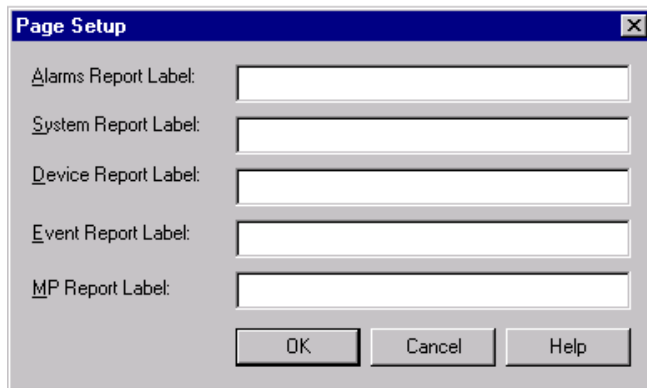 Page Setup
Alarms Report Label:
System Report Label:
Device Report Label:
Event Report Label:
MP Report Label:
OK Cancel Help